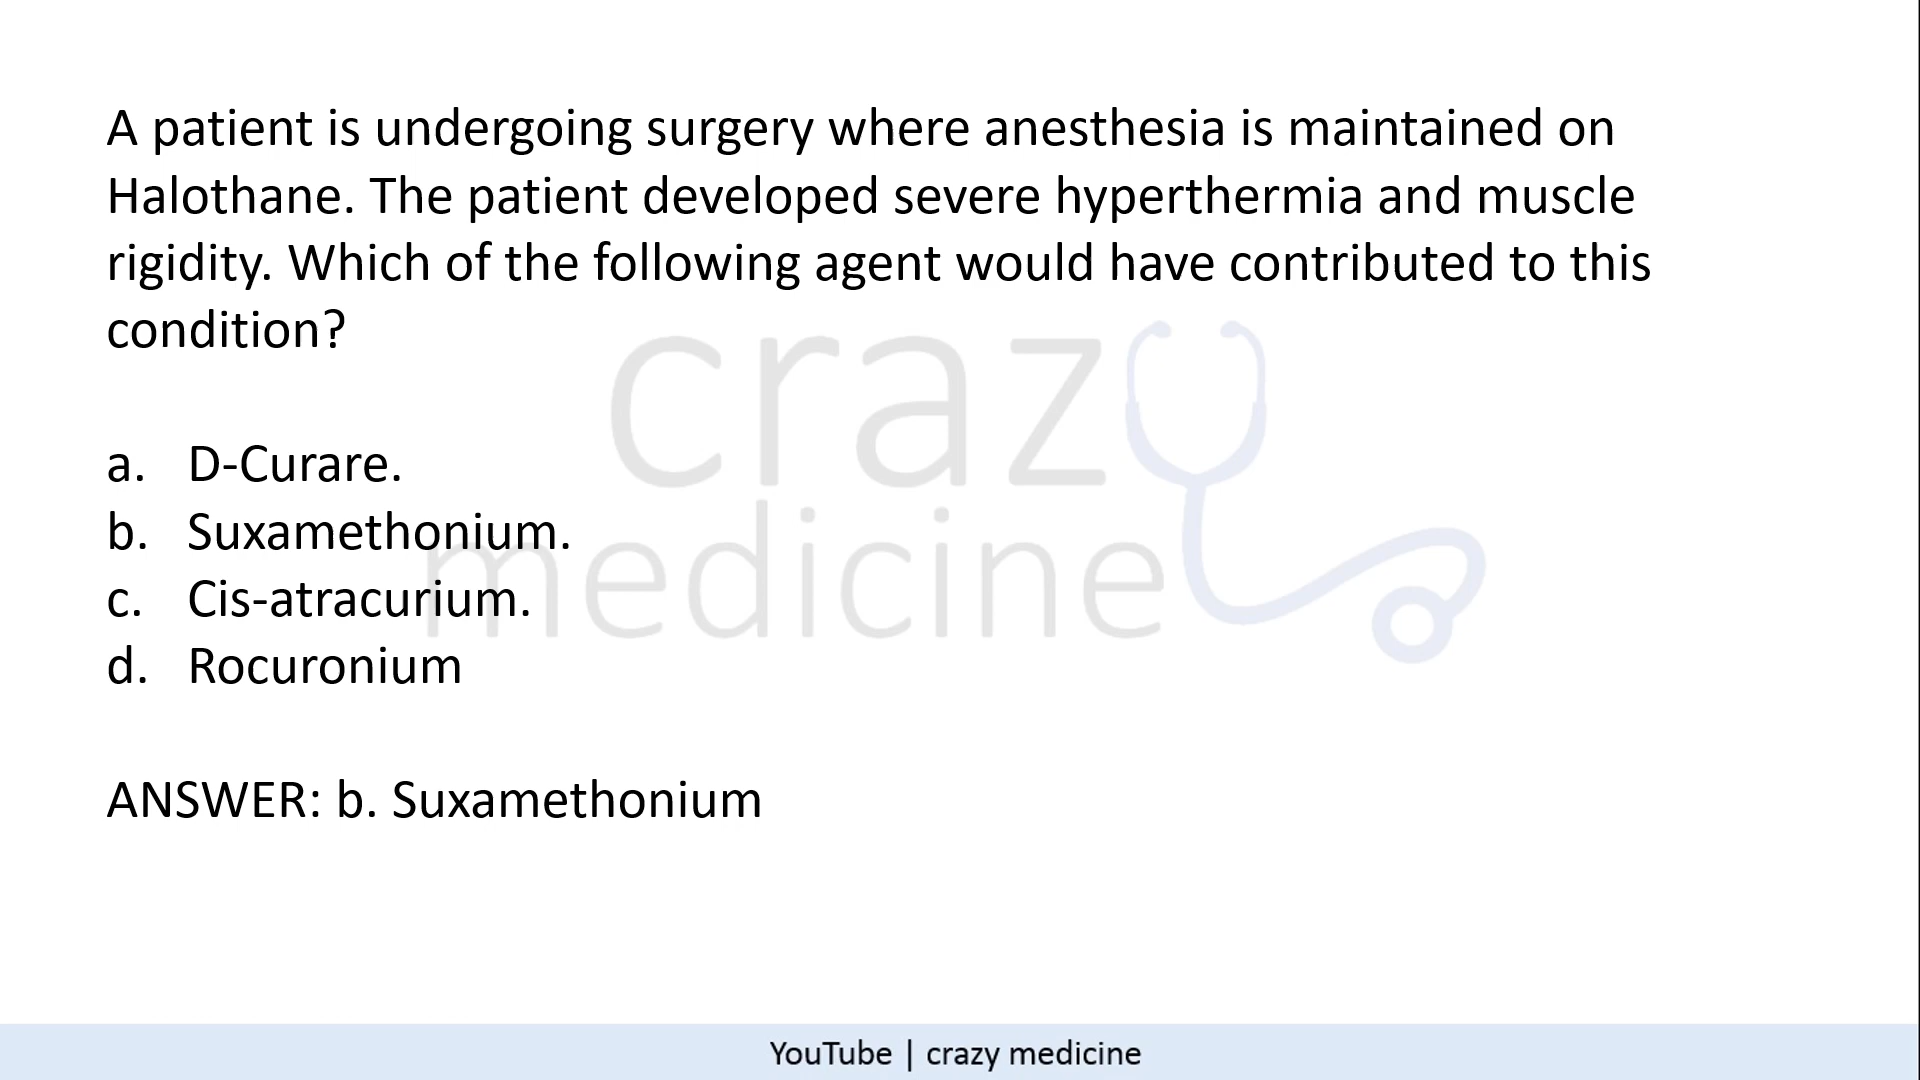 A patient is undergoing surgery where anesthesia is maintained on
Halothane. The patient developed severe hyperthermia and muscle
rigidity. Which of the following agent would have contributed to this
condition?
crazy
medicine
a. D-Curare.
b. Suxamethonium.
c. Cis-atracurium.
d. Rocuronium
ANSWER: b. Suxamethonium
YouTube | crazy medicine